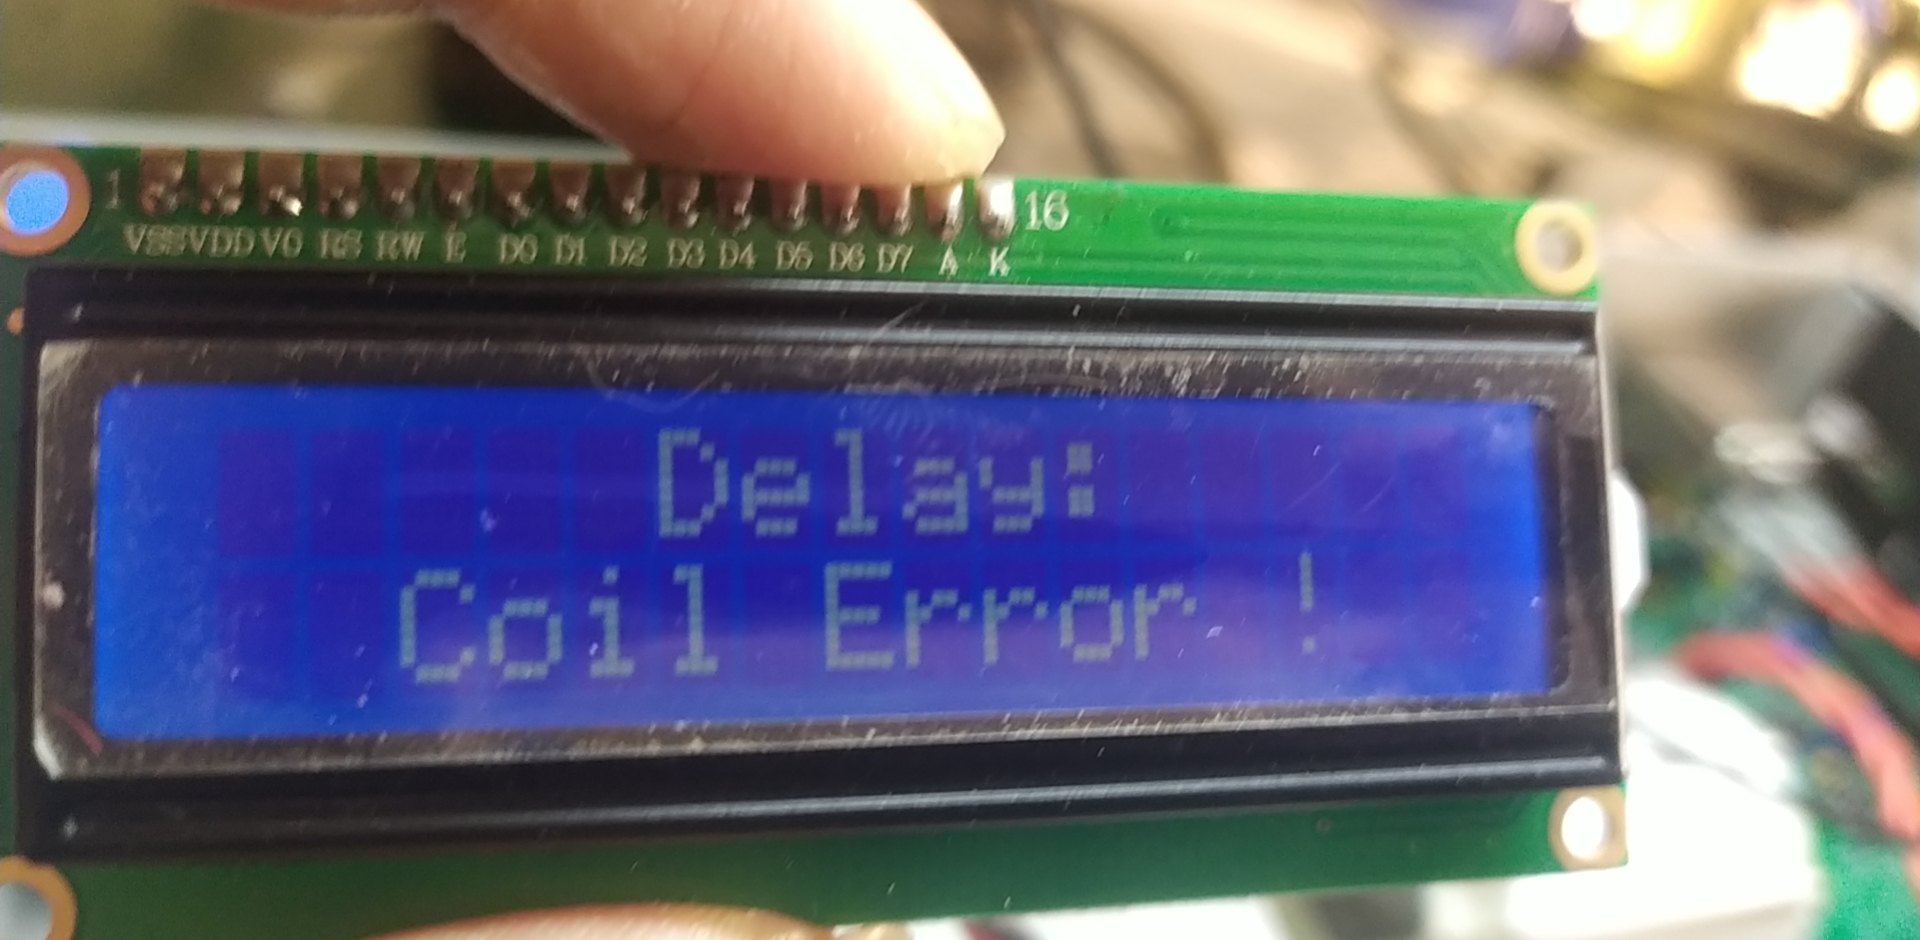 1 16
VSS VDD V0 RS RW E D0 D1 D2 D3 D4 D5 D6 D7 A K
Delay:
Coil Error !